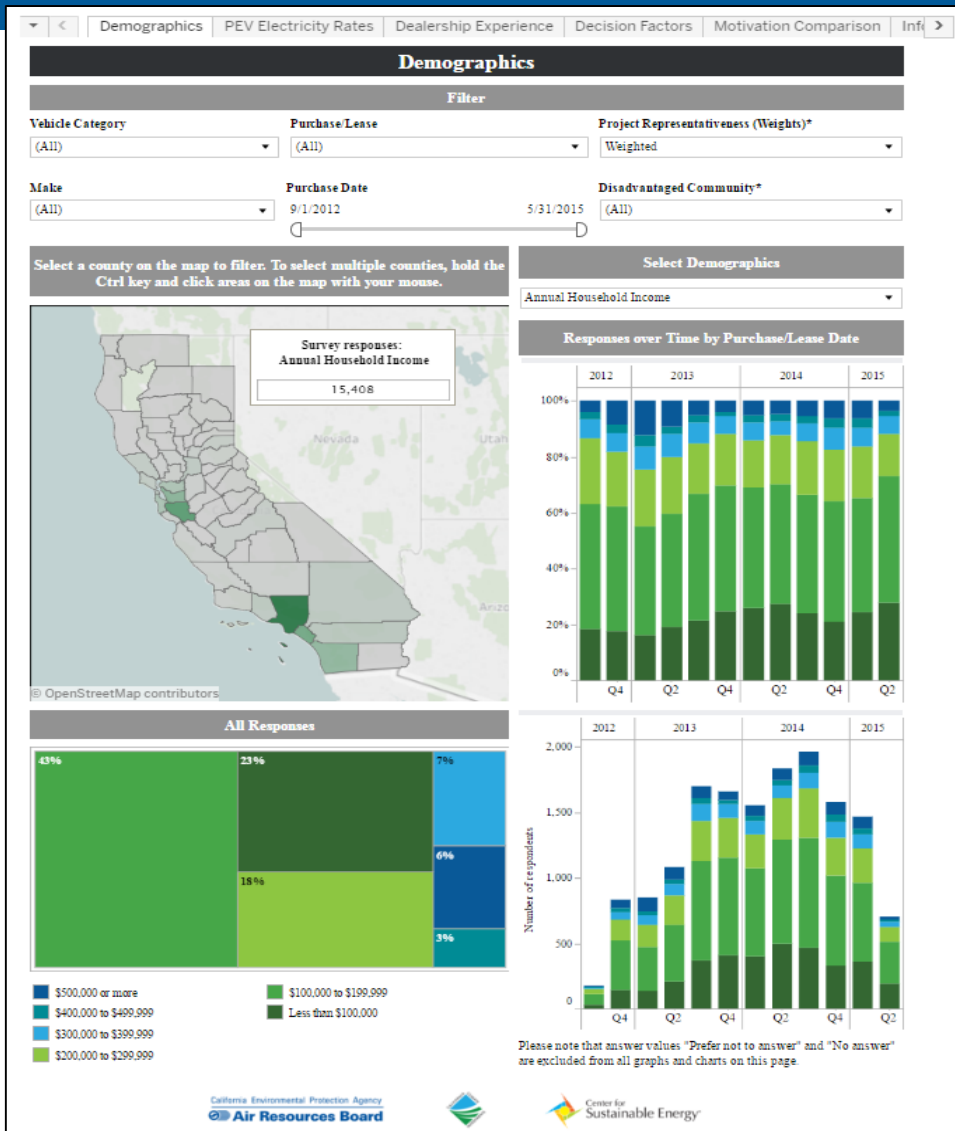 Demographics
PEV Electricity Rates
Dealership Experience
Decision Factors
Motivation Comparison
Demographics
Filter
Vehicle Category
Purchase/Lease
Project Representativeness (Weights)*
(All)
(All)
Weighted
Make
Purchase Date
Disadvantaged Community*
(All)
9/1/2012
5/31/2015
(All)
Select a county on the map to filter. To select multiple counties, hold the
Ctrl key and click areas on the map with your mouse.
Select Demographics
Annual Household Income
Survey responses:
Annual Household Income
15,408
Nevada
Utah
Arizo
© OpenStreetMap contributors
Responses over Time by Purchase/Lease Date
2012 2013 2014 2015
100%
80%
60%
40%
20%
0%
Q4 Q2 Q4 Q2 Q4 Q2
All Responses
43%
23%
7%
18%
6%
3%
$500,000 or more
$400,000 to $499,999
$300,000 to $399,999
$200,000 to $299,999
$100,000 to $199,999
Less than $100,000
2012 2013 2014 2015
2,000
1,500
1,000
500
0
Number of respondents
Q4 Q2 Q4 Q2 Q4 Q2
Please note that answer values "Prefer not to answer" and "No answer"
are excluded from all graphs and charts on this page.
California Environmental Protection Agency
Air Resources Board
Center for
Sustainable Energy